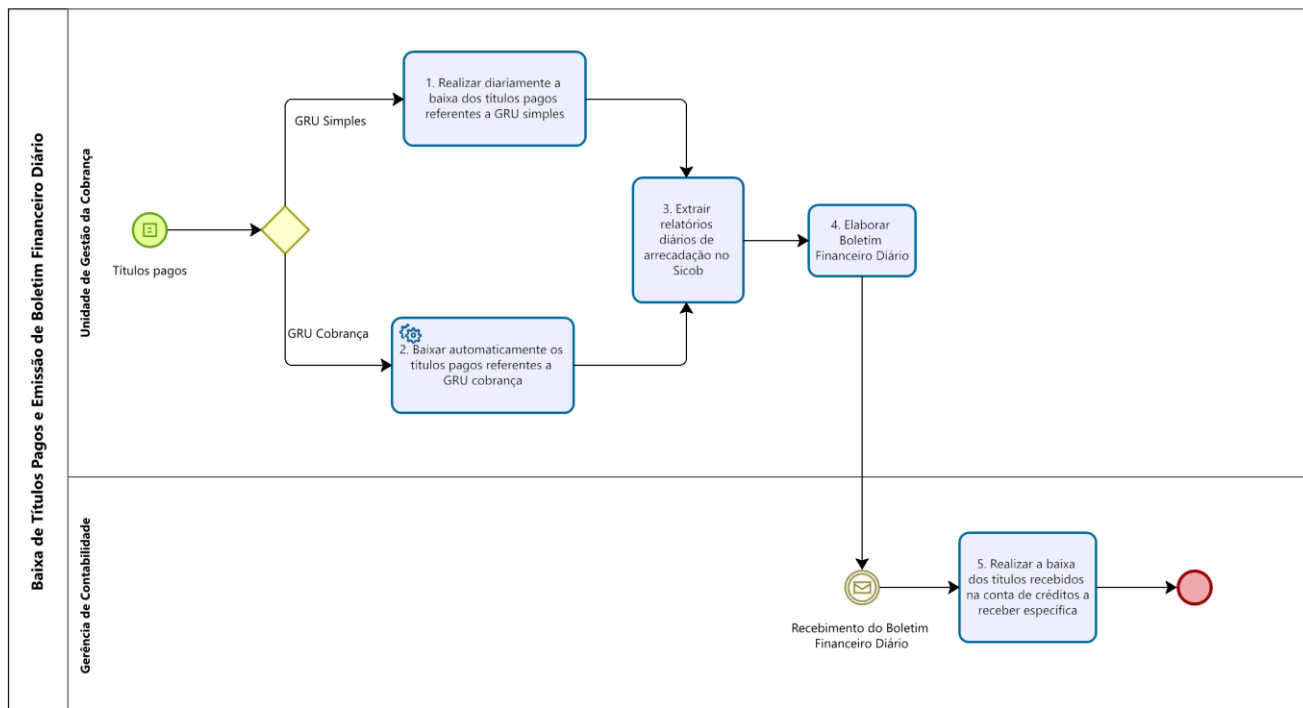 Baixa de Títulos Pagos e Emissão de Boletim Financeiro Diário
Unidade de Gestão da Cobrança
Títulos pagos
GRU Simples
GRU Cobrança
1. Realizar diariamente a
baixa dos títulos pagos
referentes a GRU simples
2. Baixar automaticamente os
títulos pagos referentes a
GRU cobrança
3. Extrair
relatórios
diários de
arrecadação no
Sicob
4. Elaborar
Boletim
Financeiro Diário
Gerência de Contabilidade
Recebimento do Boletim
Financeiro Diário
5. Realizar a baixa
dos títulos recebidos
na conta de créditos a
receber específica